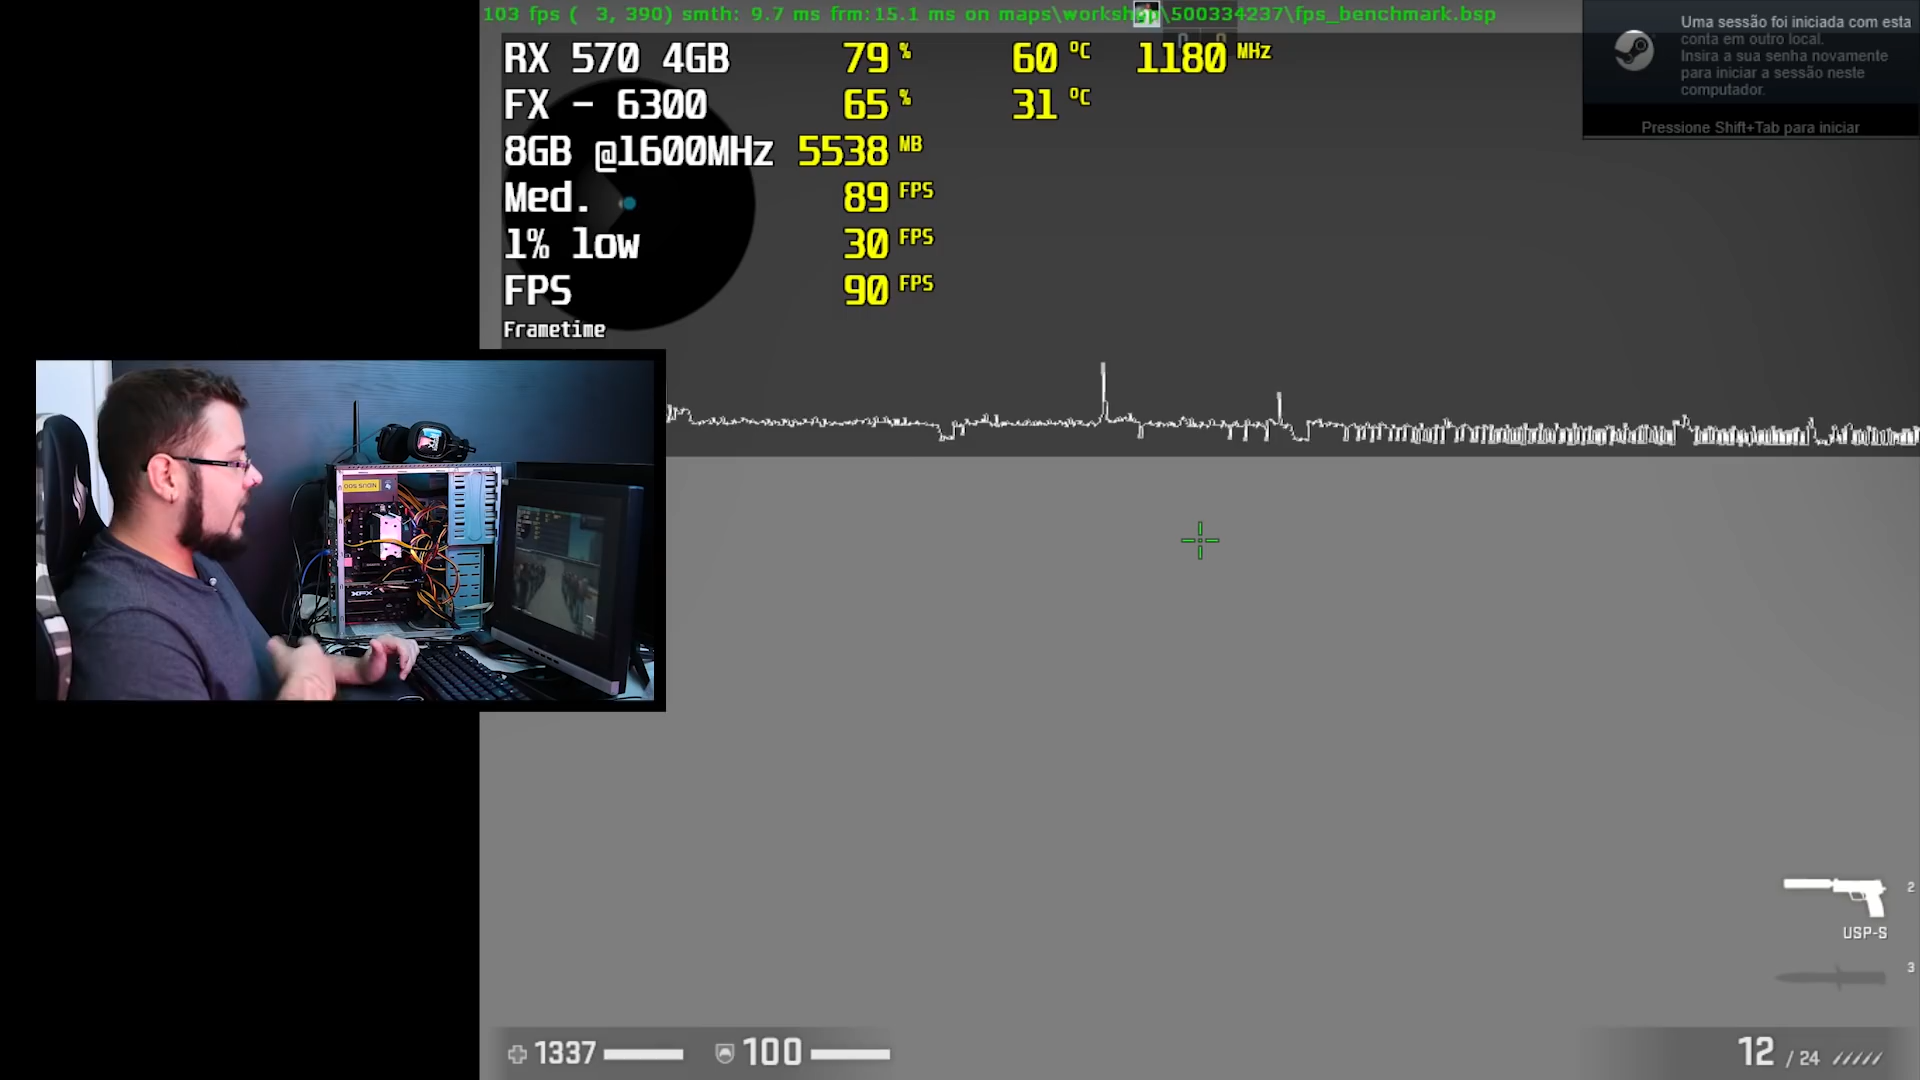 103 fps ( 3, 390) smth: 9.7 ms frm:15.1 ms on maps\workshop\500334237\fps_benchmark.bsp
Uma sessão foi iniciada com esta
conta em outro local.
Insira a sua senha novamente
para iniciar a sessão neste
computador.
Pressione Shift+Tab para iniciar
RX 570 4GB 79 % 60 °C 1180 MHz
FX - 6300 65 % 31 °C
8GB @1600MHz 5538 MB
Med. 89 FPS
1% low 30 FPS
FPS 90 FPS
Frametime
XFX
2
USP-S
3
1337 100
12 / 24